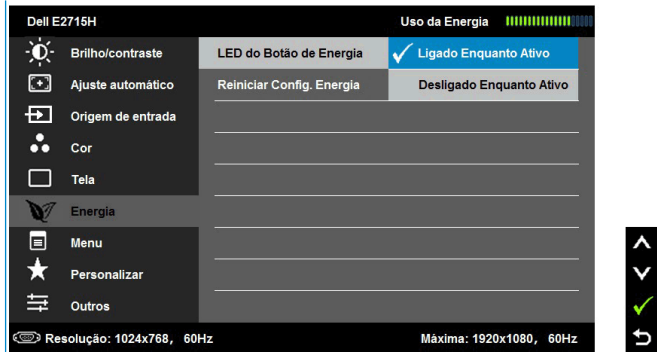 Dell E2715H Uso da Energia
Brilho/contraste LED do Botão de Energia Ligado Enquanto Ativo
Ajuste automático Reiniciar Config. Energia Desligado Enquanto Ativo
Origem de entrada
Cor
Tela
Energia
Menu
Personalizar
Outros
Resolução: 1024x768, 60Hz Máxima: 1920x1080, 60Hz